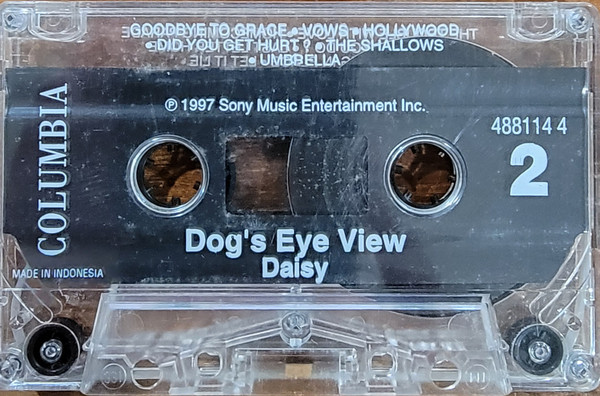 GOODBYE TO GRACE • VOWS • HOLLYWOOD
• DID YOU GET HURT? • THE SHALLOWS
• UMBRELLA
℗ 1997 Sony Music Entertainment Inc.
488114 4
2
COLUMBIA
Dog's Eye View
Daisy
MADE IN INDONESIA